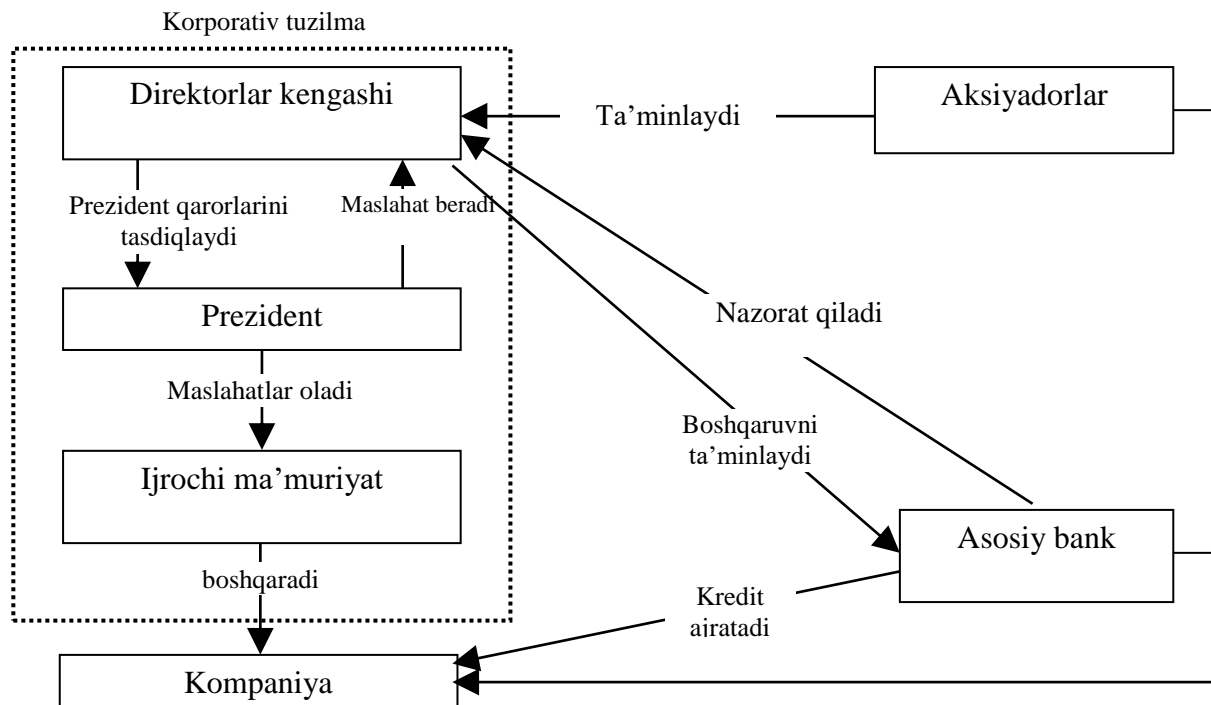 Korporativ tuzilma
Direktorlar kengashi
Ta’minlaydi
Aksiyadorlar
Prezident qarorlarini
tasdiqlaydi
Maslahat beradi
Prezident
Nazorat qiladi
Maslahatlar oladi
Boshqaruvni
ta’minlaydi
Ijrochi ma’muriyat
Asosiy bank
boshqaradi
Kredit
ajratadi
Kompaniya